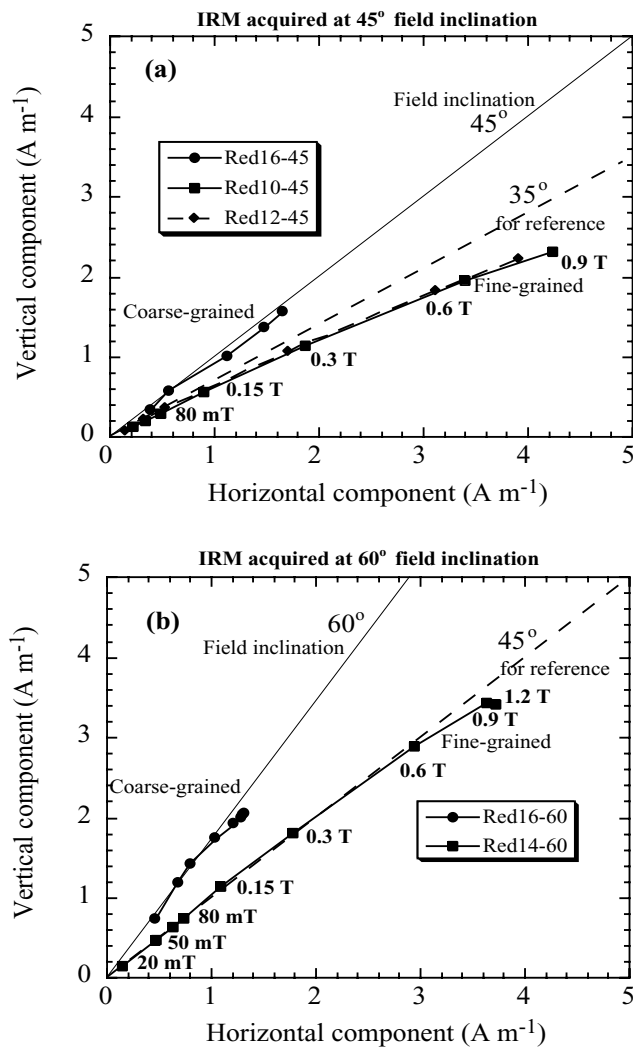 IRM acquired at 45° field inclination
5
(a)
Field inclination
45°
4
Red16-45
Red10-45
Red12-45
35°
for reference
3
Vertical component (A m⁻¹)
0.9 T
2
Coarse-grained
Fine-grained
0.6 T
0.3 T
1
0.15 T
80 mT
0
0 1 2 3 4 5
Horizontal component (A m⁻¹)
IRM acquired at 60° field inclination
5
(b)
60°
Field inclination
45°
for reference
4
1.2 T
0.9 T
Vertical component (A m⁻¹)
3
Fine-grained
Coarse-grained
0.6 T
2
Red16-60
Red14-60
0.3 T
0.15 T
1
80 mT
50 mT
20 mT
0
0 1 2 3 4 5
Horizontal component (A m⁻¹)